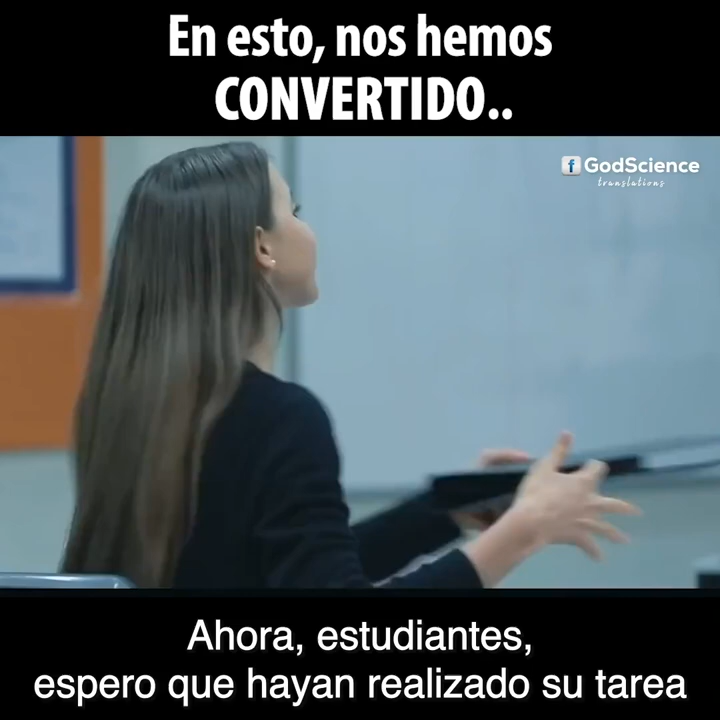 En esto, nos hemos
CONVERTIDO..
f GodScience
translations
Ahora, estudiantes,
espero que hayan realizado su tarea